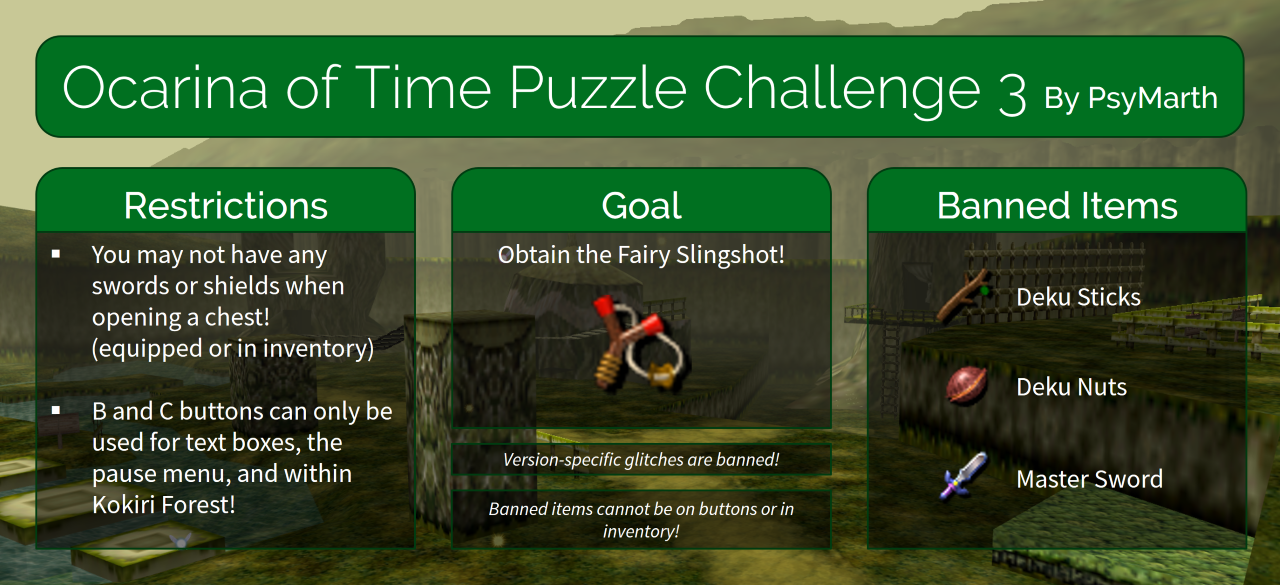 Ocarina of Time Puzzle Challenge 3 By PsyMarth
Restrictions
▪ You may not have any
swords or shields when
opening a chest!
(equipped or in inventory)
▪ B and C buttons can only be
used for text boxes, the
pause menu, and within
Kokiri Forest!
Goal
Obtain the Fairy Slingshot!
Version-specific glitches are banned!
Banned items cannot be on buttons or in
inventory!
Banned Items
Deku Sticks
Deku Nuts
Master Sword